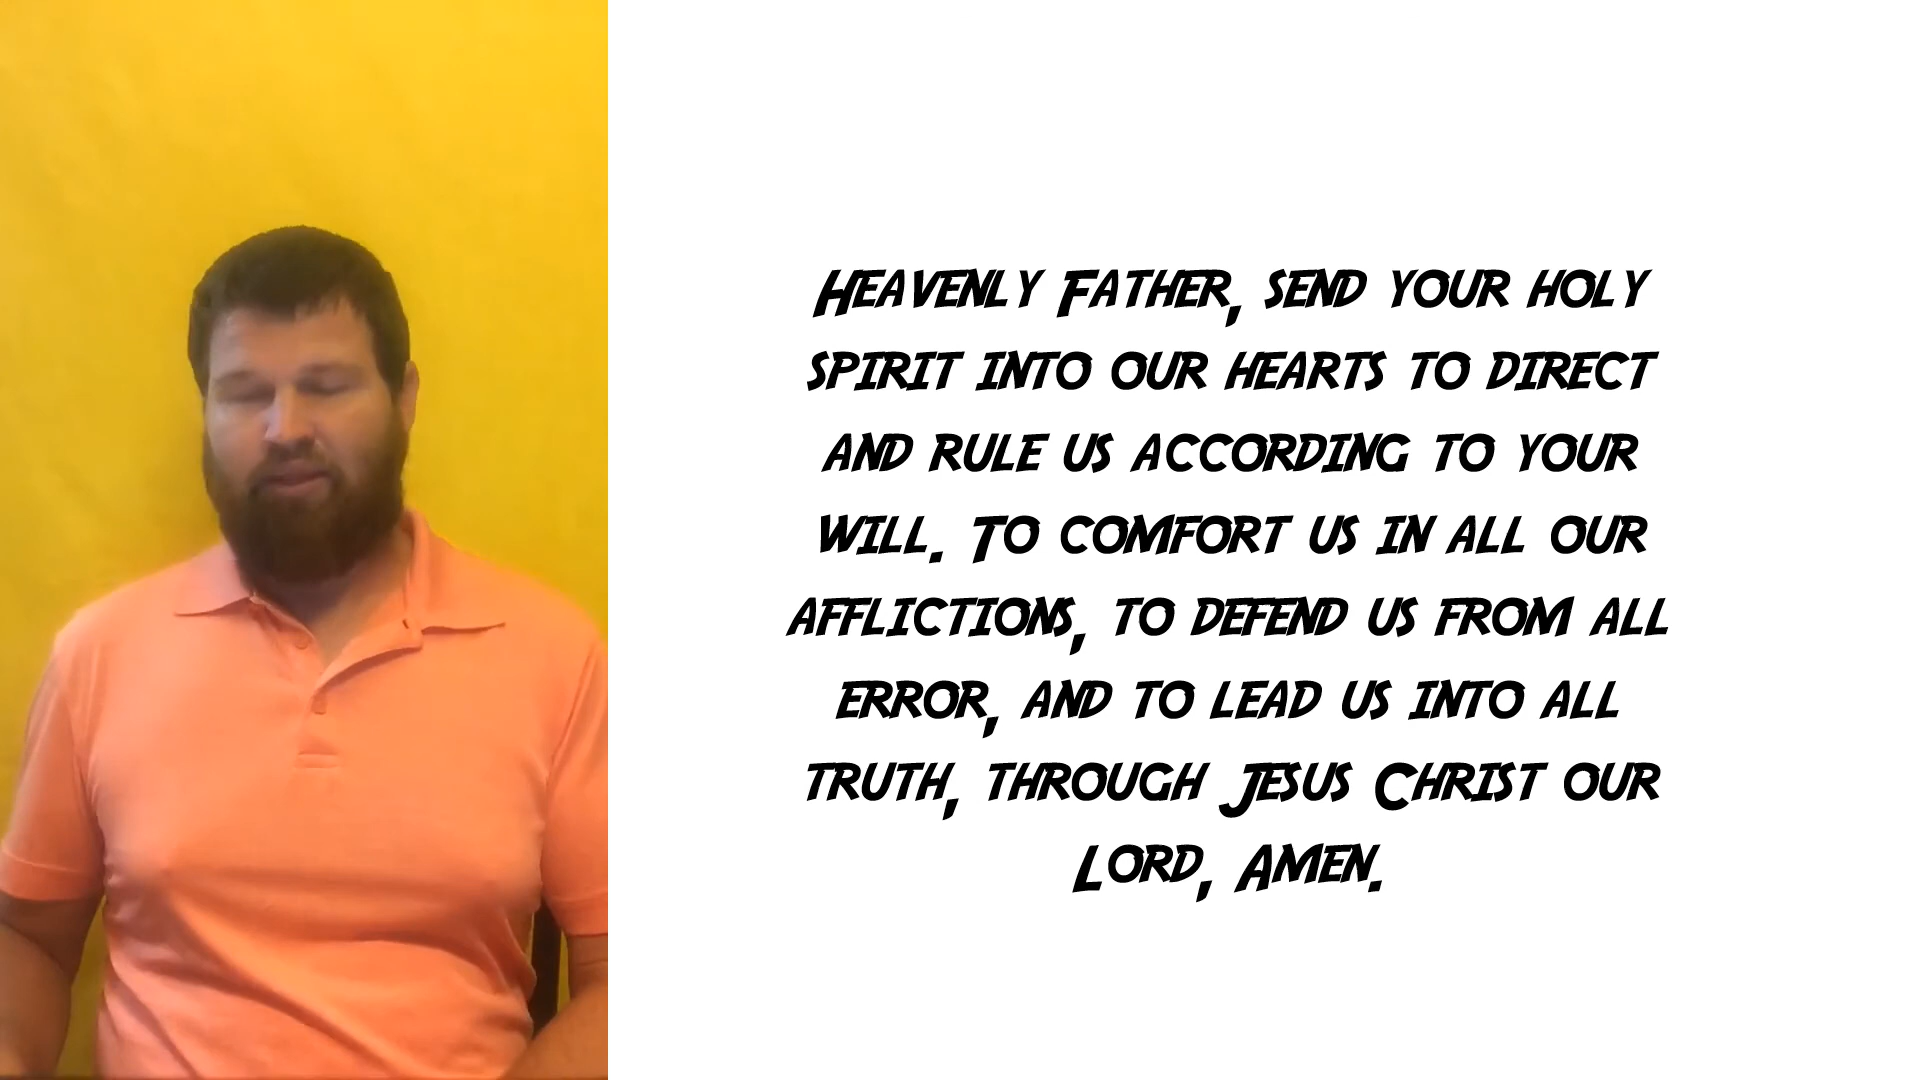 Heavenly Father, send your holy
spirit into our hearts to direct
and rule us according to your
will. To comfort us in all our
afflictions, to defend us from all
error, and to lead us into all
truth, through Jesus Christ our
Lord, Amen.